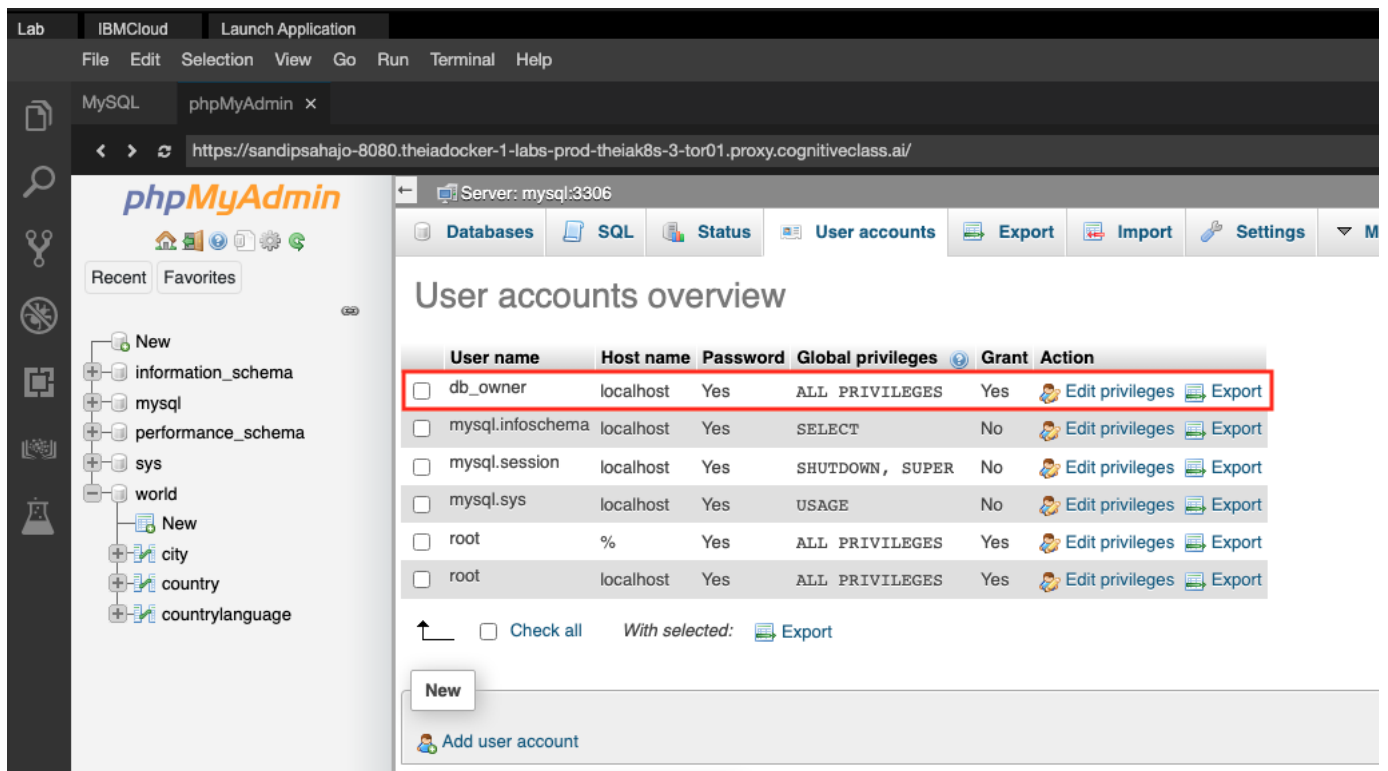 Lab IBMCloud Launch Application
File Edit Selection View Go Run Terminal Help
MySQL phpMyAdmin ×
https://sandipsahajo-8080.theiadocker-1-labs-prod-theiak8s-3-tor01.proxy.cognitiveclass.ai/
phpMyAdmin
Recent Favorites
New
information_schema
mysql
performance_schema
sys
world
New
city
country
countrylanguage
Server: mysql:3306
Databases SQL Status User accounts Export Import Settings M
User accounts overview
User name Host name Password Global privileges Grant Action
db_owner localhost Yes ALL PRIVILEGES Yes Edit privileges Export
mysql.infoschema localhost Yes SELECT No Edit privileges Export
mysql.session localhost Yes SHUTDOWN, SUPER No Edit privileges Export
mysql.sys localhost Yes USAGE No Edit privileges Export
root % Yes ALL PRIVILEGES Yes Edit privileges Export
root localhost Yes ALL PRIVILEGES Yes Edit privileges Export
Check all With selected: Export
New
Add user account